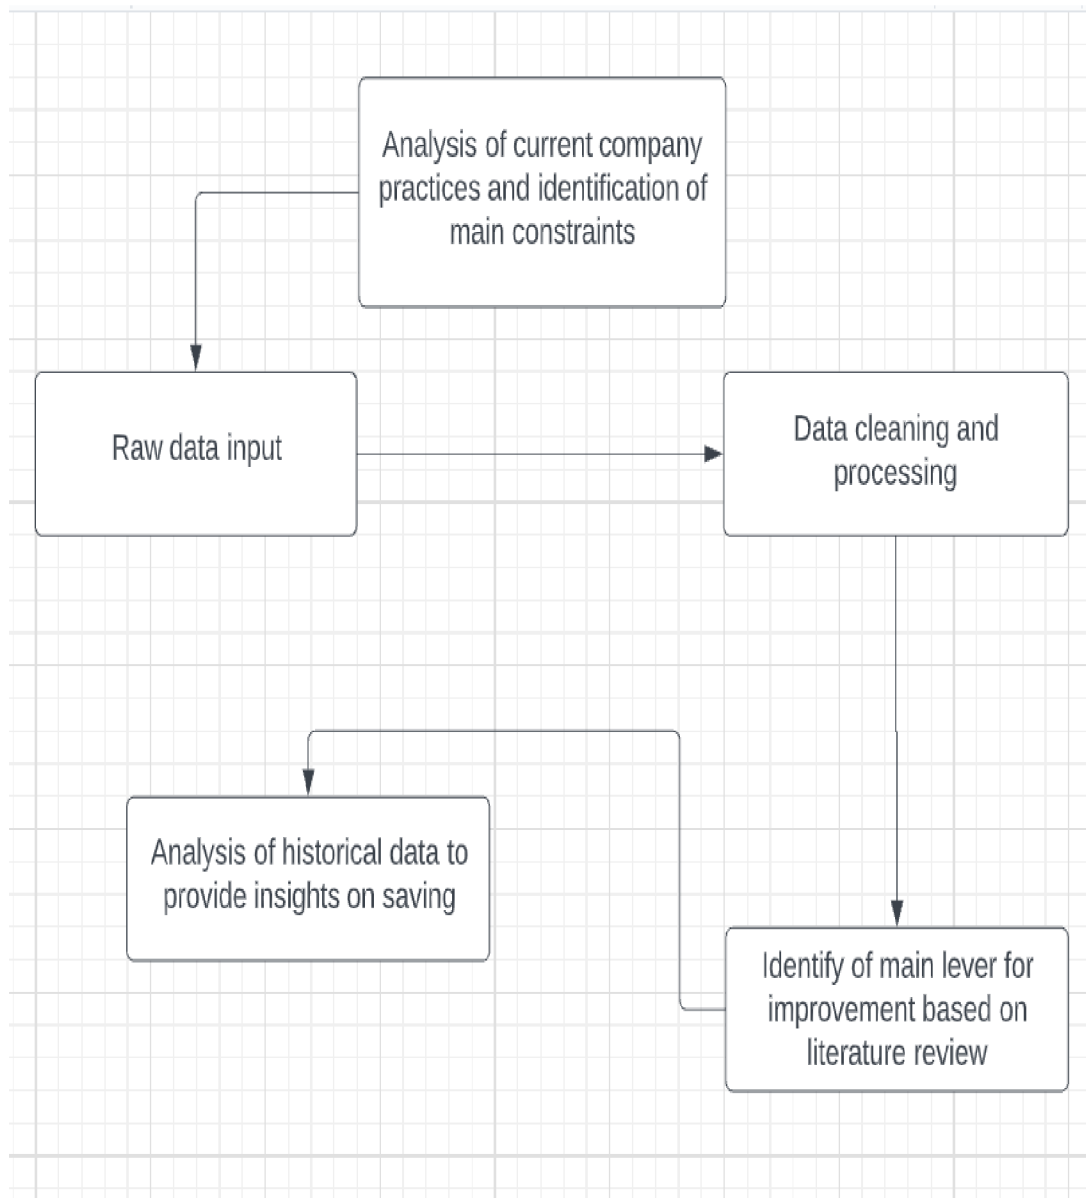 Analysis of current company
practices and identification of
main constraints
Raw data input
Data cleaning and
processing
Analysis of historical data to
provide insights on saving
Identify of main lever for
improvement based on
literature review